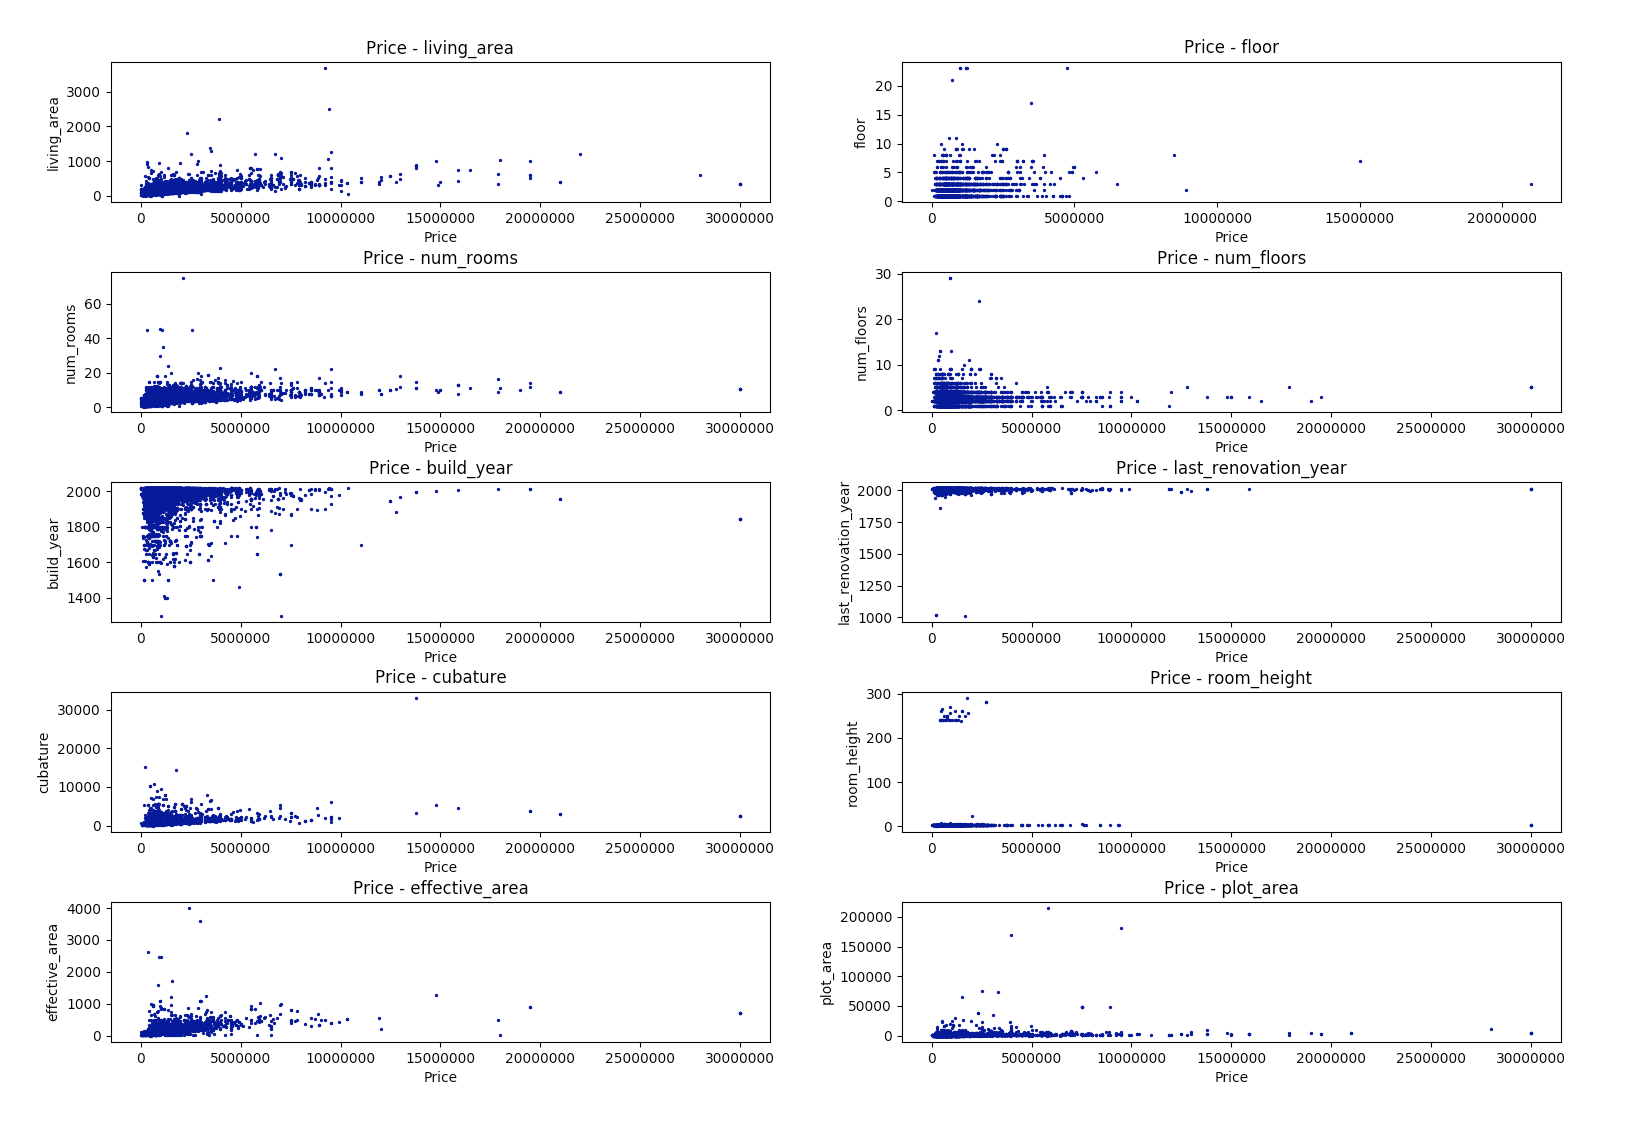 Price - living_area
living_area
3000
2000
1000
0
0 5000000 10000000 15000000 20000000 25000000 30000000
Price
Price - floor
floor
20
15
10
5
0
0 5000000 10000000 15000000 20000000
Price
Price - num_rooms
num_rooms
60
40
20
0
0 5000000 10000000 15000000 20000000 25000000 30000000
Price
Price - num_floors
num_floors
30
20
10
0
0 5000000 10000000 15000000 20000000 25000000 30000000
Price
Price - build_year
build_year
2000
1800
1600
1400
0 5000000 10000000 15000000 20000000 25000000 30000000
Price
Price - last_renovation_year
last_renovation_year
2000
1750
1500
1250
1000
0 5000000 10000000 15000000 20000000 25000000 30000000
Price
Price - cubature
cubature
30000
20000
10000
0
0 5000000 10000000 15000000 20000000 25000000 30000000
Price
Price - room_height
room_height
300
200
100
0
0 5000000 10000000 15000000 20000000 25000000 30000000
Price
Price - effective_area
effective_area
4000
3000
2000
1000
0
0 5000000 10000000 15000000 20000000 25000000 30000000
Price
Price - plot_area
plot_area
200000
150000
100000
50000
0
0 5000000 10000000 15000000 20000000 25000000 30000000
Price